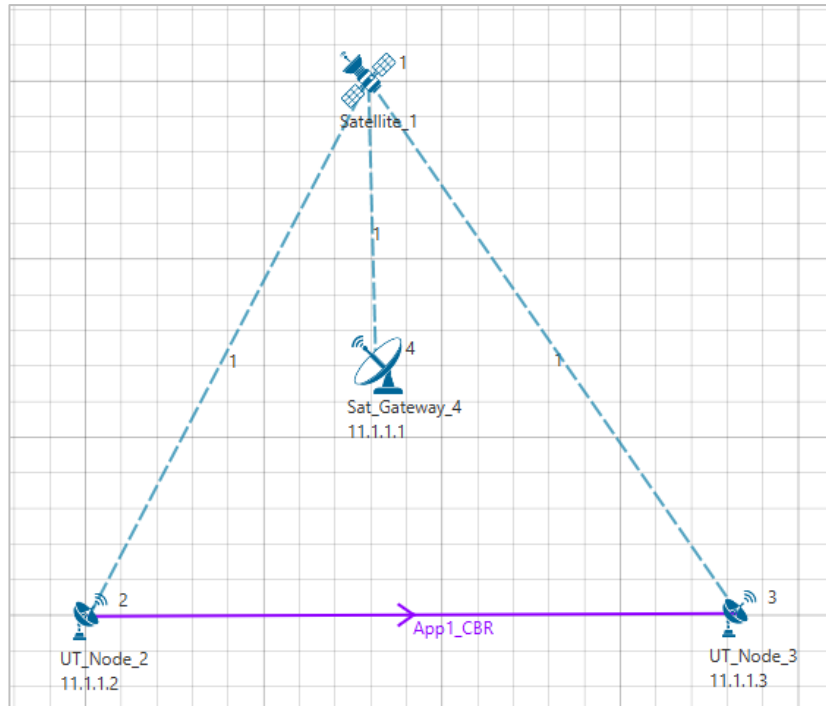 1
Satellite_1
1
4
Sat_Gateway_4
11.1.1.1
1
1
2
App1_CBR
3
UT_Node_2
11.1.1.2
UT_Node_3
11.1.1.3